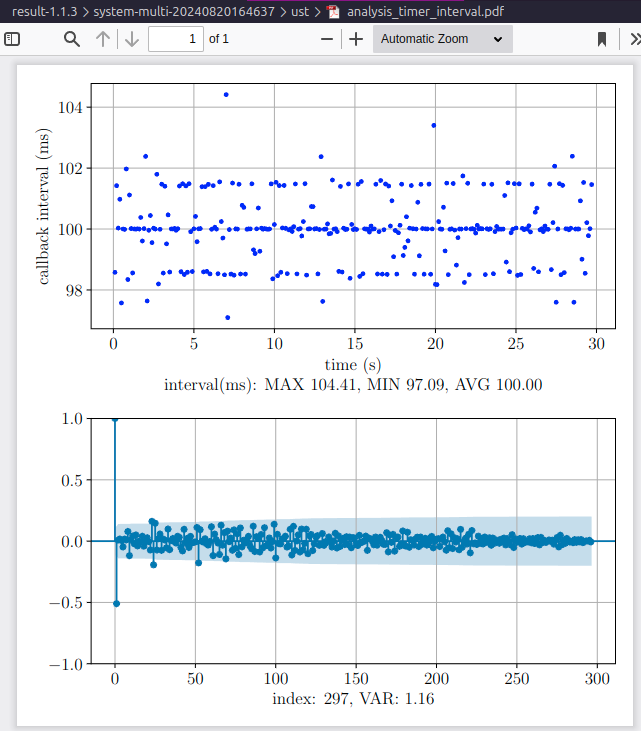 result-1.1.3 > system-multi-20240820164637 > ust > analysis_timer_interval.pdf
1 of 1 Automatic Zoom
104
102
100
98
callback interval (ms)
0 5 10 15 20 25 30
time (s)
interval(ms): MAX 104.41, MIN 97.09, AVG 100.00
1.0
0.5
0.0
−0.5
−1.0
0 50 100 150 200 250 300
index: 297, VAR: 1.16